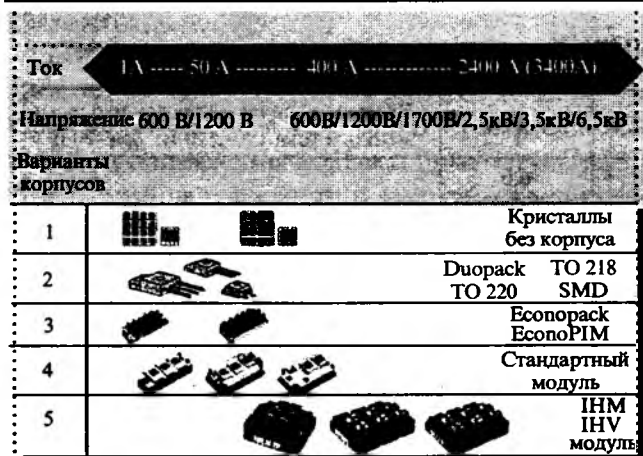 Ток 1А ----- 50 А --------- 400 А ------------- 2400 А (3400А)
Напряжение 600 В/1200 В 600В/1200В/1700В/2,5кВ/3,5кВ/6,5кВ
Варианты
корпусов
1 Кристаллы
без корпуса
2 Duopack TO 218
TO 220 SMD
3 Econopack
EconoPIM
4 Стандартный
модуль
5 IHM
IHV
модуль